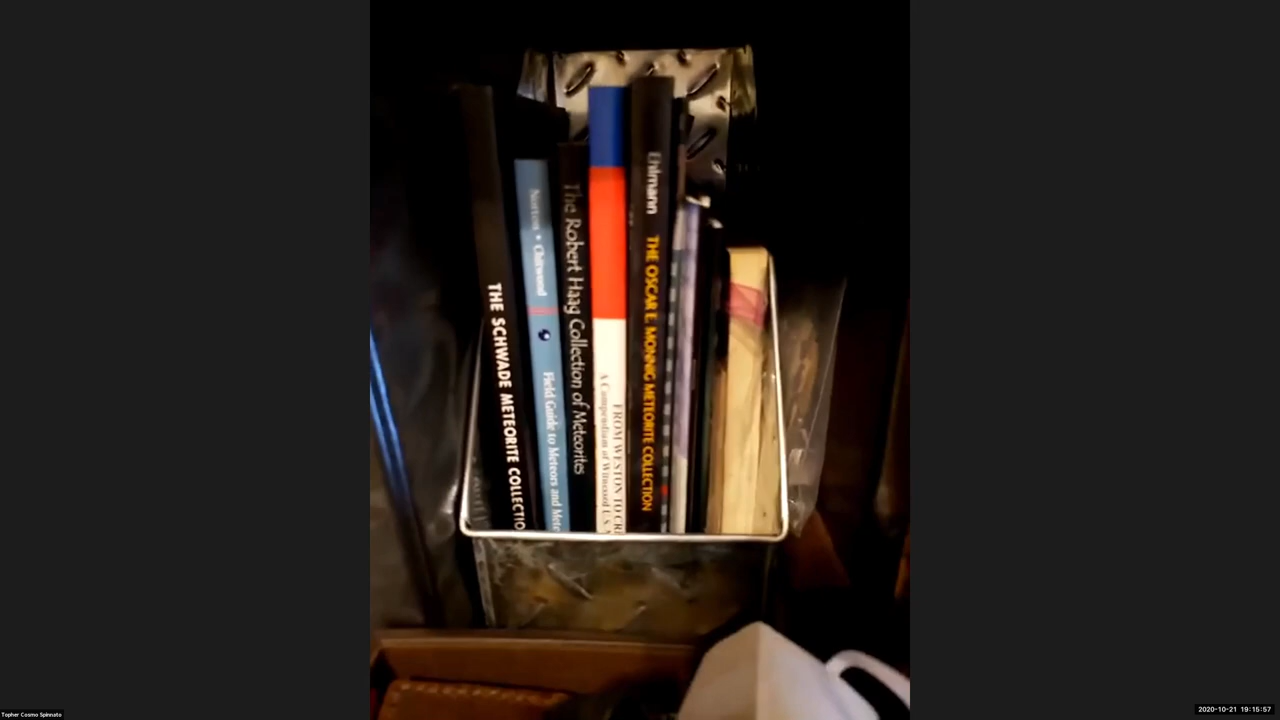 THE SCHWADE METEORITE COLLECTIO
Norton • Chitwood
Field Guide to Meteors and Mete
The Robert Haag Collection of Meteorites
FROM WESTON TO CRE
A Compendium of Witnessed U.S.
Ehlmann
THE OSCAR E. MONNIG METEORITE COLLECTION
Topher Cosmo Spinnato
2020-10-21 19:15:57